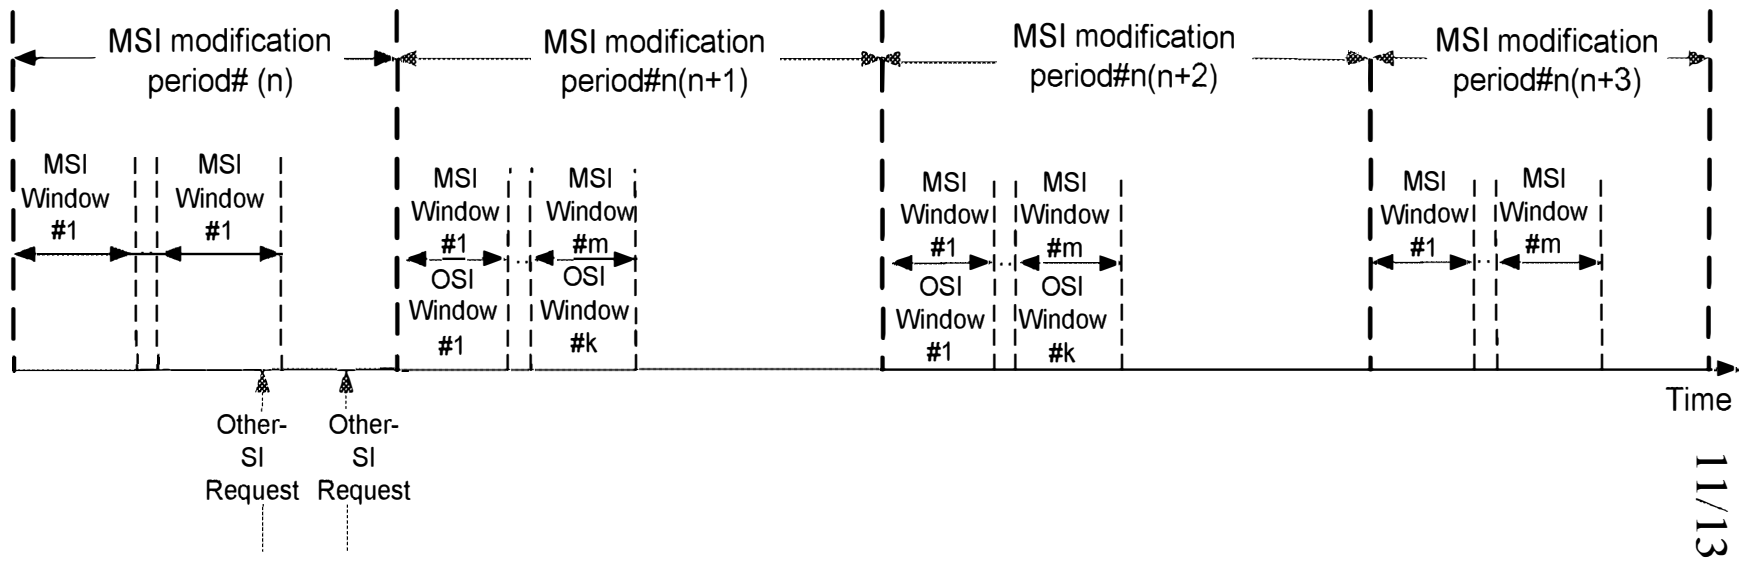 MSI modification
period# (n)
MSI modification
period#n(n+1)
MSI modification
period#n(n+2)
MSI modification
period#n(n+3)
MSI
Window
#1
MSI
Window
#1
MSI
Window
#1
OSI
Window
#1
MSI
Window
#m
OSI
Window
#k
MSI
Window
#1
OSI
Window
#1
MSI
Window
#m
OSI
Window
#k
MSI
Window
#1
MSI
Window
#m
Time
Other-
SI
Request
Other-
SI
Request
11/13